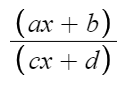 (ax + b)
(cx + d)